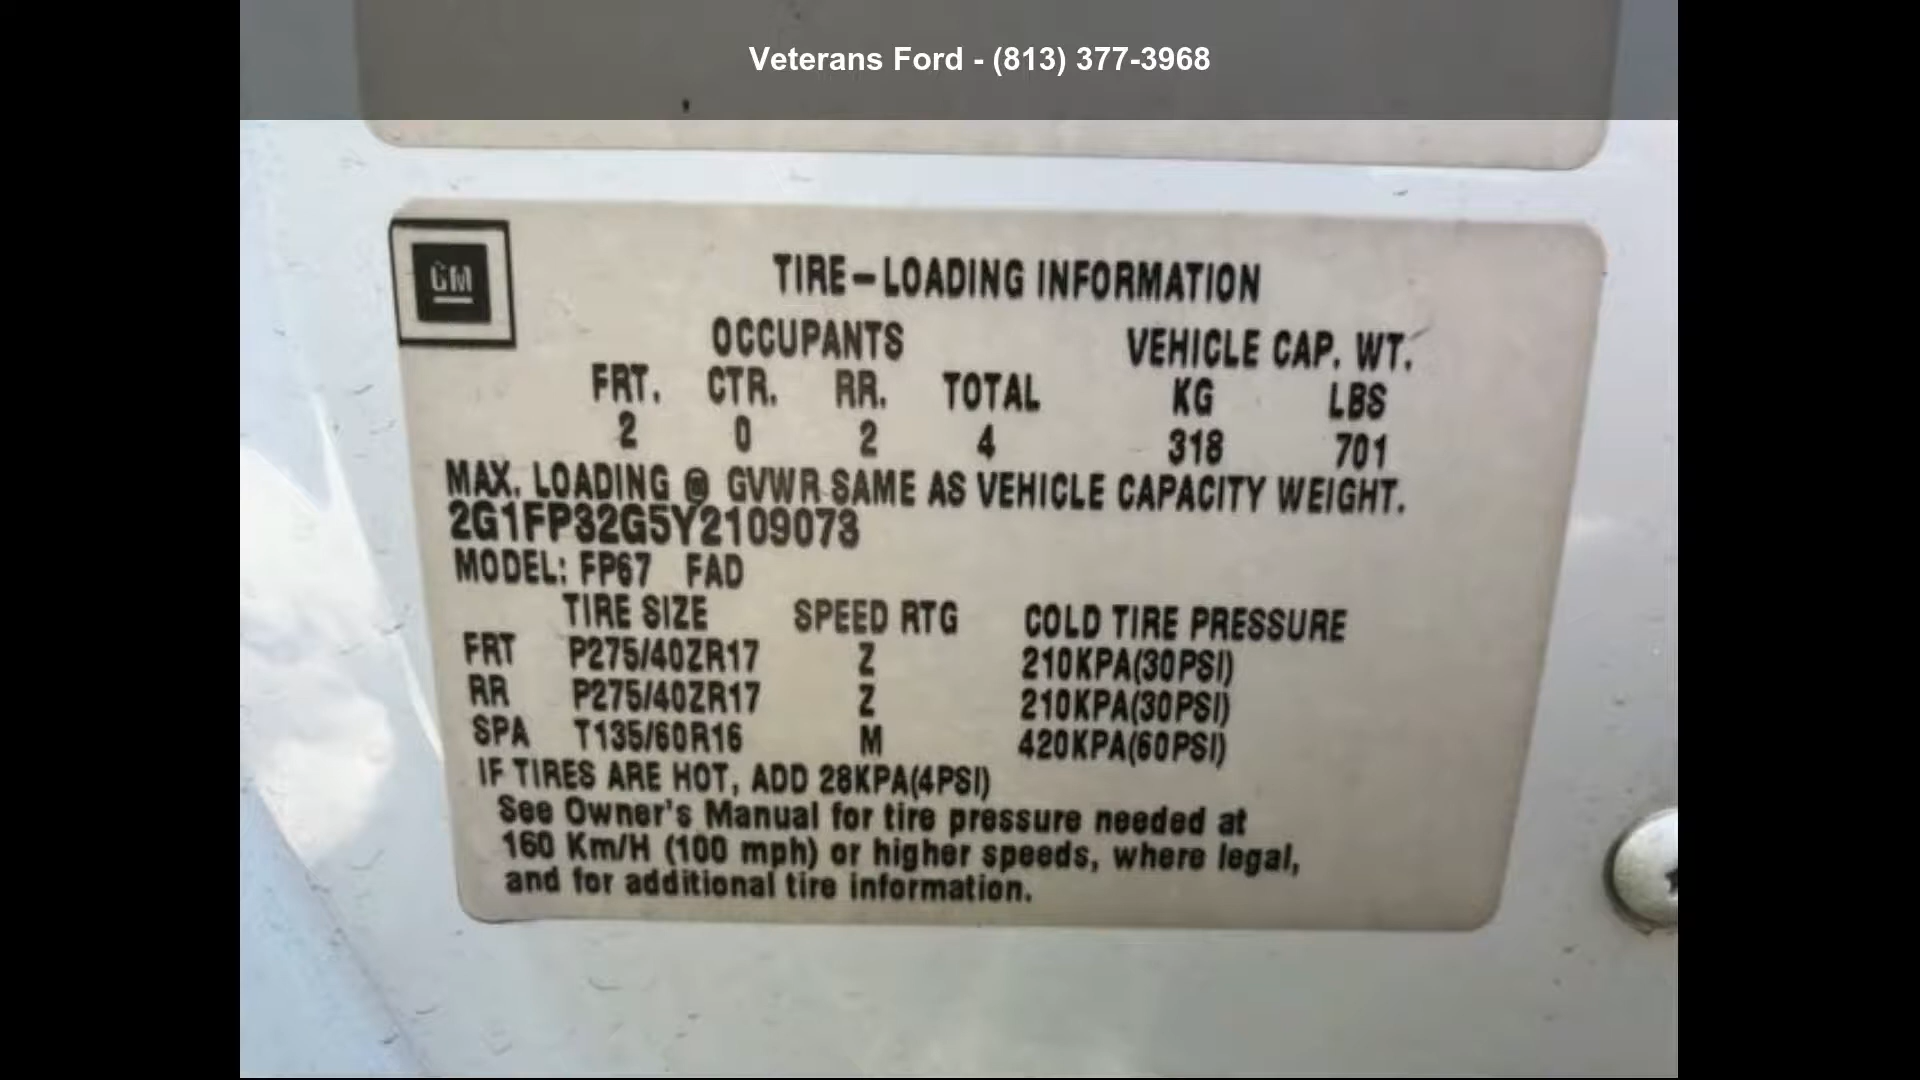 Veterans Ford - (813) 377-3968
GM
TIRE-LOADING INFORMATION
OCCUPANTS VEHICLE CAP. WT.
FRT. CTR. RR. TOTAL KG LBS
2 0 2 4 318 701
MAX. LOADING @ GVWR SAME AS VEHICLE CAPACITY WEIGHT.
2G1FP32G5Y2109073
MODEL: FP67 FAD
TIRE SIZE SPEED RTG COLD TIRE PRESSURE
FRT P275/40ZR17 Z 210KPA(30PSI)
RR P275/40ZR17 Z 210KPA(30PSI)
SPA T135/60R16 M 420KPA(60PSI)
IF TIRES ARE HOT, ADD 28KPA(4PSI)
See Owner's Manual for tire pressure needed at
160 Km/H (100 mph) or higher speeds, where legal,
and for additional tire information.